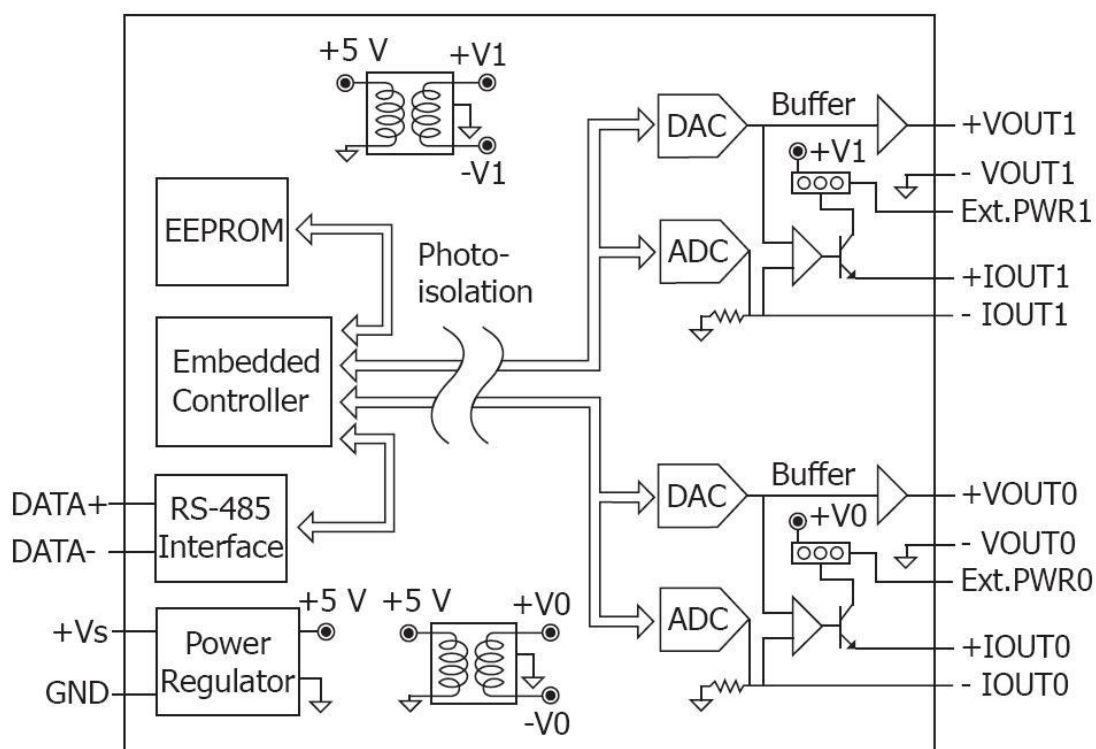 +5 V
+V1
-V1
DAC
Buffer
+VOUT1
+V1
- VOUT1
Ext.PWR1
EEPROM
Photo-
isolation
ADC
+IOUT1
- IOUT1
Embedded
Controller
DATA+
DATA-
RS-485
Interface
DAC
Buffer
+VOUT0
+V0
- VOUT0
Ext.PWR0
+Vs
GND
Power
Regulator
+5 V
+5 V
+V0
-V0
ADC
+IOUT0
- IOUT0